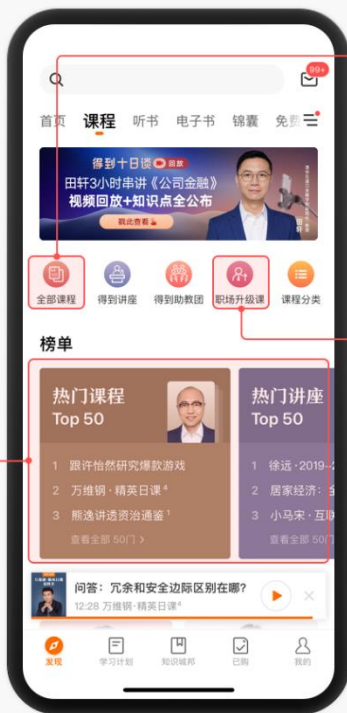 99+
首页 课程 听书 电子书 锦囊 免费
得到十日谈 回放
田轩3小时串讲《公司金融》
视频回放+知识点全公布
戳此查看
全部课程 得到讲座 得到助教团 职场升级课 课程分类
榜单
热门课程
Top 50
1 跟许怡然研究爆款游戏
2 万维钢·精英日课⁴
3 熊逸讲透资治通鉴¹
查看全部 50门 >
热门讲座
Top 50
1 徐远·2019-2
2 居家经济：全
3 小马宋·互联
查看全部 50门
问答：冗余和安全边际区别在哪?
12:28 万维钢·精英日课⁴
发现 学习计划 知识城邦 已购 我的